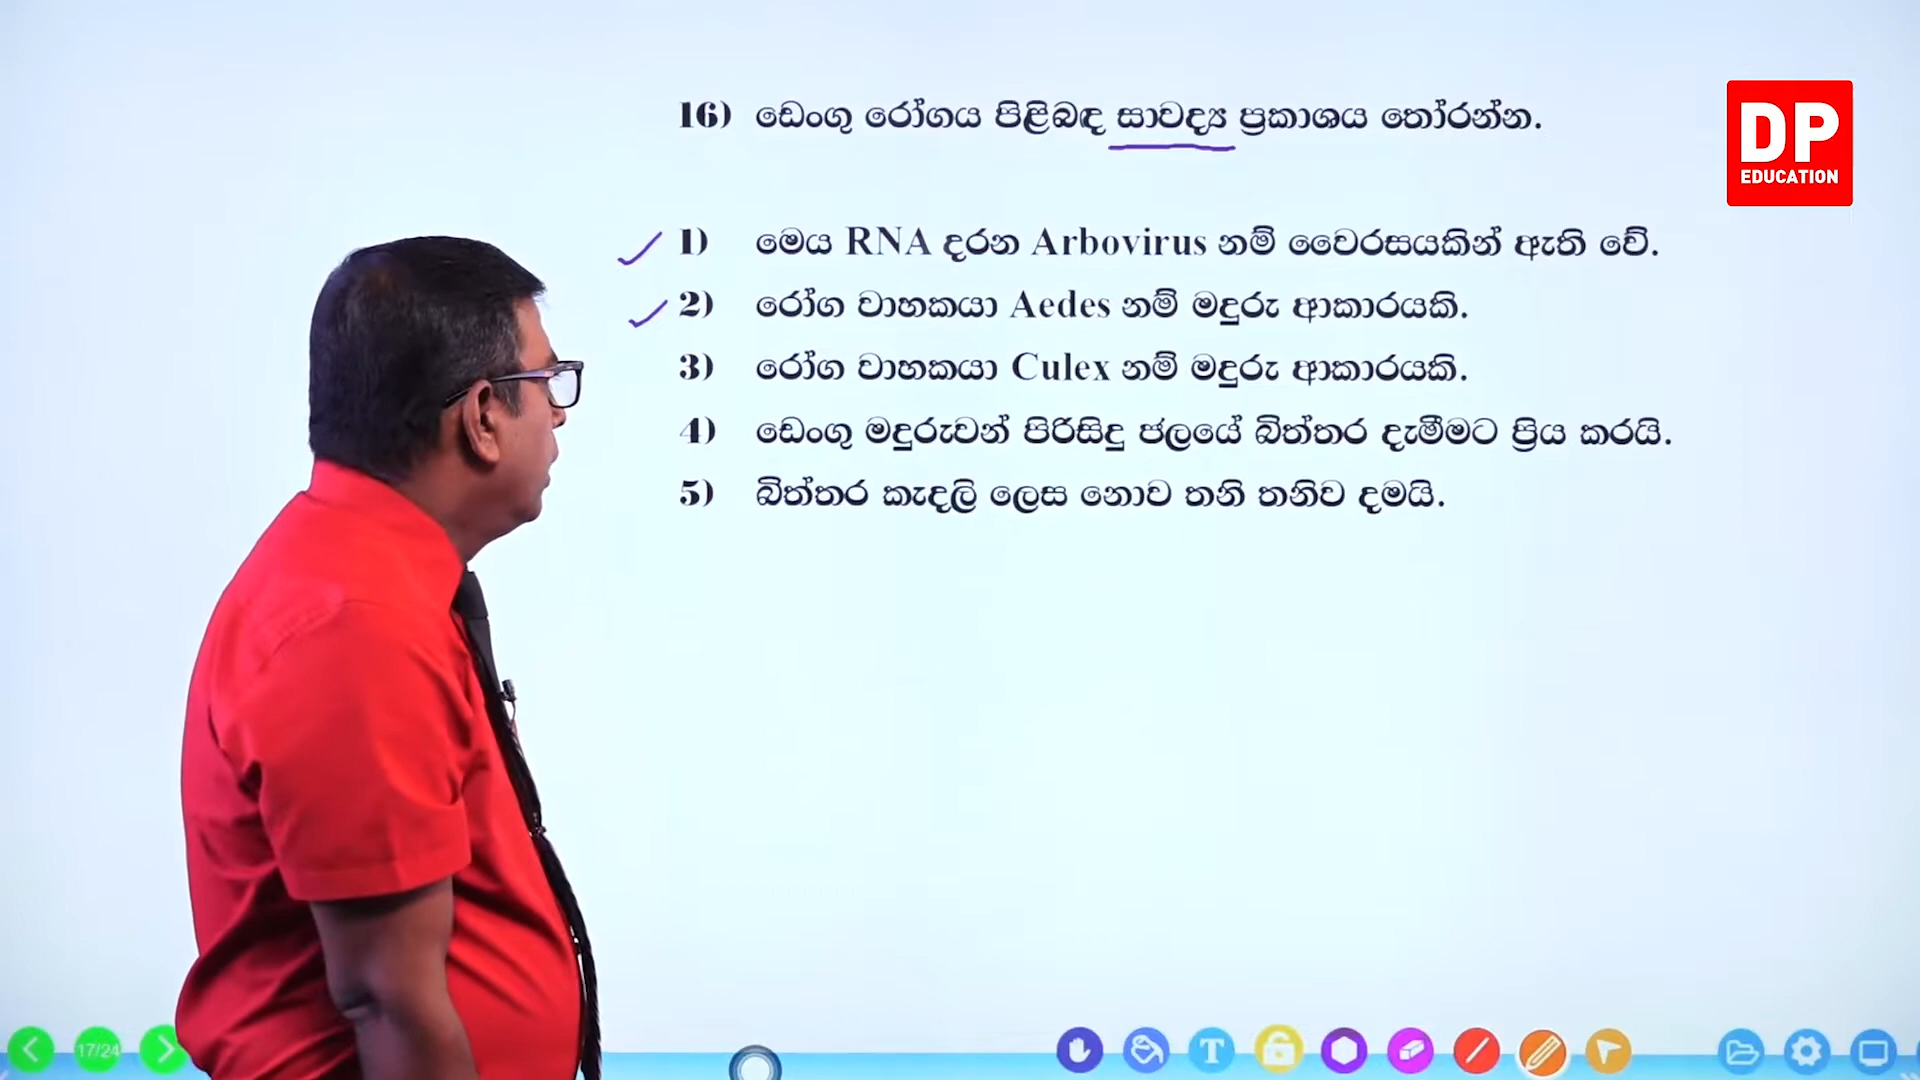 16) ඩෙංගු රෝගය පිළිබඳ සාවද්‍ය ප්‍රකාශය තෝරන්න.
DP
EDUCATION
1) මෙය RNA දරන Arbovirus නම් වෛරසයකින් ඇති වේ.
2) රෝග වාහකයා Aedes නම් මදුරු ආකාරයකි.
3) රෝග වාහකයා Culex නම් මදුරු ආකාරයකි.
4) ඩෙංගු මදුරුවන් පිරිසිදු ජලයේ බිත්තර දැමීමට ප්‍රිය කරයි.
5) බිත්තර කැදලි ලෙස නොව තනි තනිව දමයි.
17/24
T